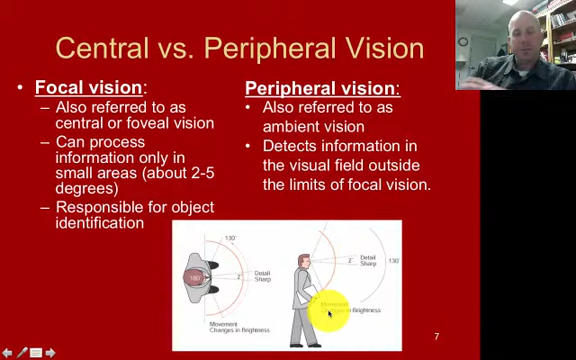 Central vs. Peripheral Vision
• Focal vision:
– Also referred to as
central or foveal vision
– Can process
information only in
small areas (about 2-5
degrees)
– Responsible for object
identification
Peripheral vision:
• Also referred to as
ambient vision
• Detects information in
the visual field outside
the limits of focal vision.
130°
180°
2°
Detail
Sharp
Movement
Changes in Brightness
2°
Detail
Sharp
130°
Movement
Changes in Brightness
7